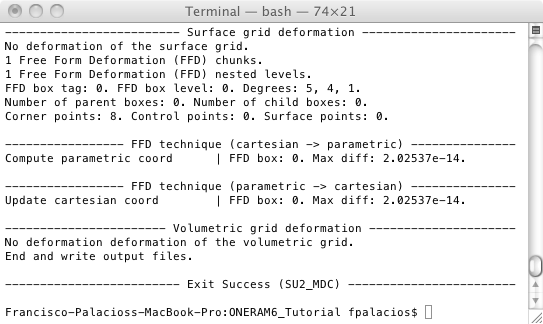 Terminal — bash — 74×21
------------------------ Surface grid deformation ----------------------
No deformation of the surface grid.
1 Free Form Deformation (FFD) chunks.
1 Free Form Deformation (FFD) nested levels.
FFD box tag: 0. FFD box level: 0. Degrees: 5, 4, 1.
Number of parent boxes: 0. Number of child boxes: 0.
Corner points: 8. Control points: 0. Surface points: 0.
----------------- FFD technique (cartesian -> parametric) ---------------
Compute parametric coord      | FFD box: 0. Max diff: 2.02537e-14.
----------------- FFD technique (parametric -> cartesian) ---------------
Update cartesian coord        | FFD box: 0. Max diff: 2.02537e-14.
----------------------- Volumetric grid deformation ---------------------
No deformation deformation of the volumetric grid.
End and write output files.
------------------------- Exit Success (SU2_MDC) ------------------------
Francisco-Palacioss-MacBook-Pro:ONERAM6_Tutorial fpalacios$